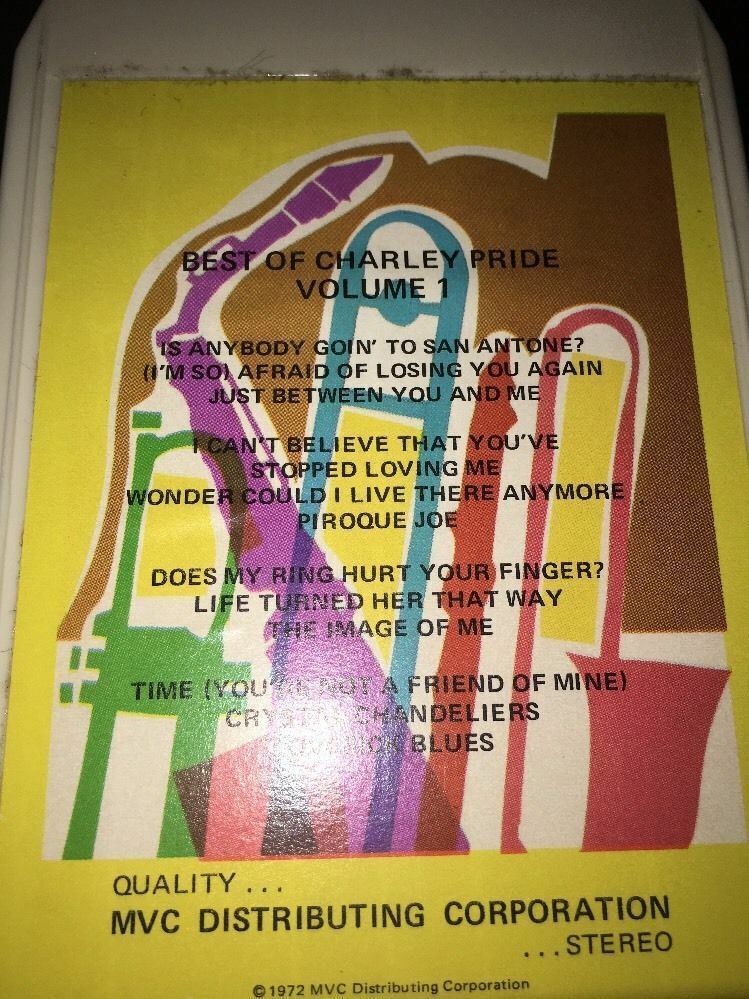 BEST OF CHARLEY PRIDE
VOLUME 1
IS ANYBODY GOIN' TO SAN ANTONE?
(I'M SO) AFRAID OF LOSING YOU AGAIN
JUST BETWEEN YOU AND ME
I CAN'T BELIEVE THAT YOU'VE
STOPPED LOVING ME
WONDER COULD I LIVE THERE ANYMORE
PIROQUE JOE
DOES MY RING HURT YOUR FINGER?
LIFE TURNED HER THAT WAY
THE IMAGE OF ME
TIME (YOU'RE NOT A FRIEND OF MINE)
CRYSTAL CHANDELIERS
BLUES
QUALITY ...
MVC DISTRIBUTING CORPORATION
... STEREO
© 1972 MVC Distributing Corporation